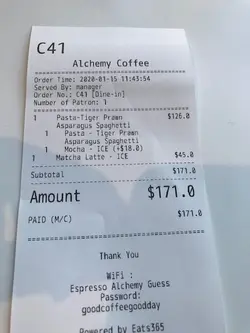 C41
Alchemy Coffee
Order Time: 2020-01-15 11:43:54
Served By: manager
Order No.: C41 [Dine-in]
Number of Patron: 1
1 Pasta-Tiger Prawn $126.0
Asparagus Spaghetti
1 Pasta - Tiger Prawn
Asparagus Spaghetti
1 Mocha - ICE (+$18.0)
1 Matcha Latte - ICE $45.0
Subtotal $171.0
Amount $171.0
PAID (M/C) $171.0
Thank You
WiFi :
Espresso Alchemy Guess
Password:
goodcoffeegoodday
Powered by Eats365